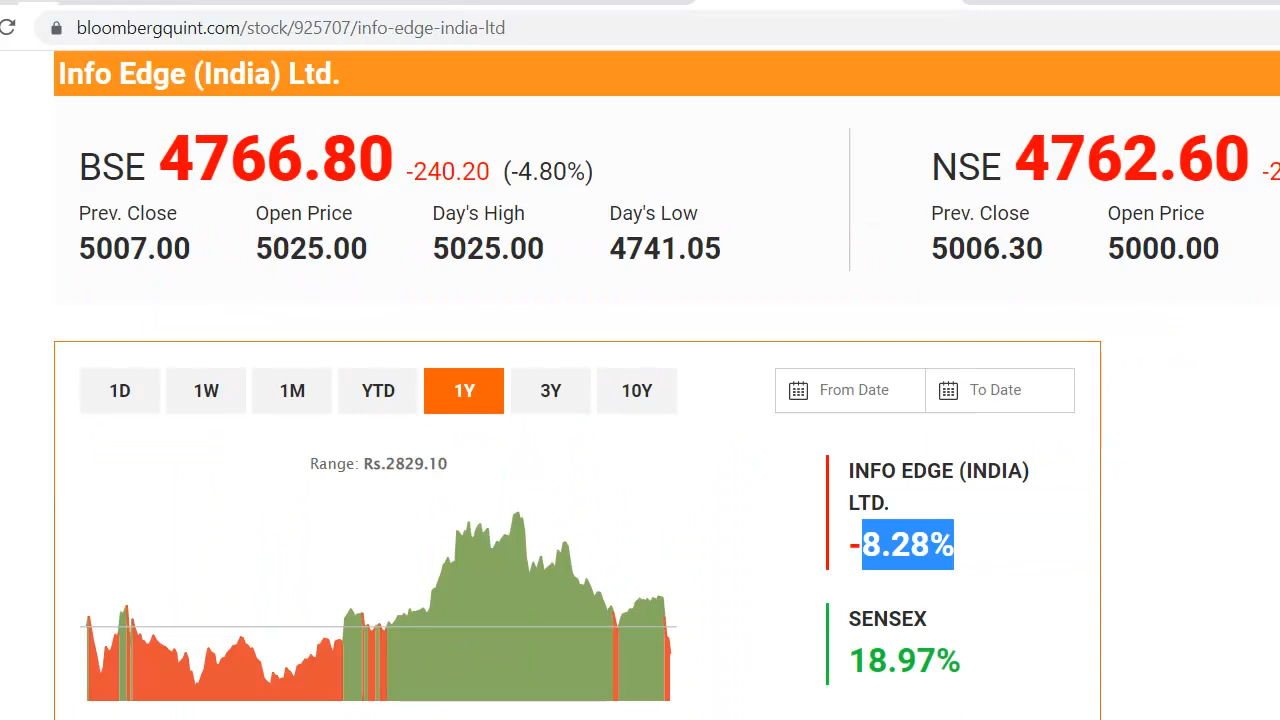 bloombergquint.com/stock/925707/info-edge-india-ltd
Info Edge (India) Ltd.
BSE 4766.80 -240.20 (-4.80%)
Prev. Close Open Price Day's High Day's Low
5007.00 5025.00 5025.00 4741.05
NSE 4762.60 -2
Prev. Close Open Price
5006.30 5000.00
1D 1W 1M YTD 1Y 3Y 10Y
From Date To Date
Range: Rs.2829.10
INFO EDGE (INDIA)
LTD.
-8.28%
SENSEX
18.97%